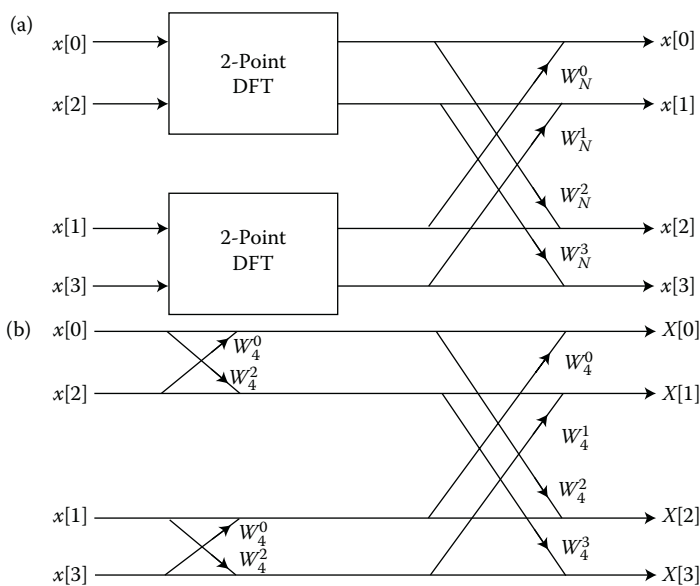 (a)
x[0]
2-Point
DFT
x[0]
W_N^0
x[2]
x[1]
W_N^1
x[1]
2-Point
DFT
W_N^2
x[2]
W_N^3
x[3]
x[3]
(b)
x[0]
X[0]
W_4^0
W_4^0
W_4^2
x[2]
X[1]
W_4^1
W_4^2
x[1]
X[2]
W_4^0
W_4^3
W_4^2
x[3]
X[3]